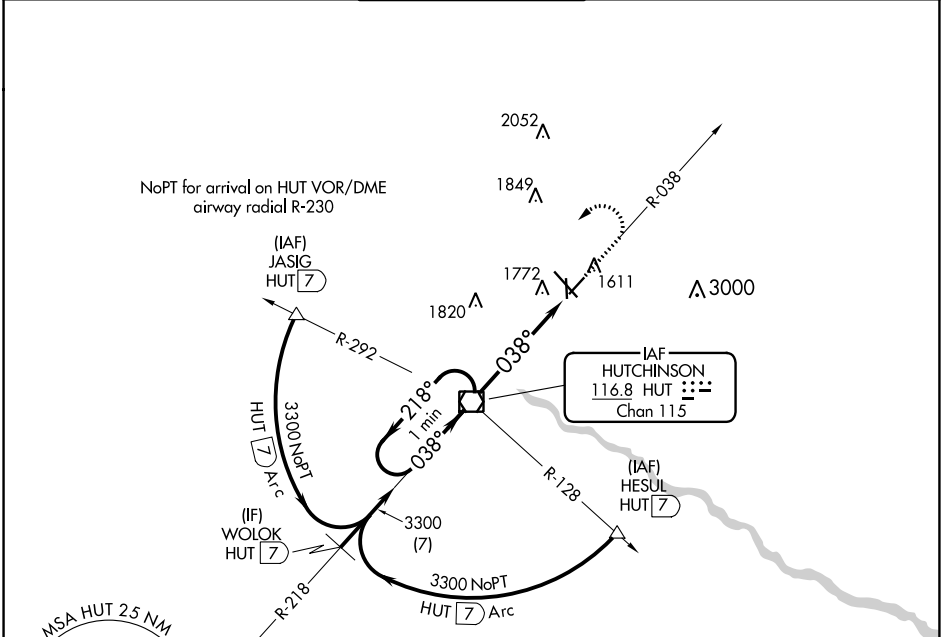 2052
1849
R-038
NoPT for arrival on HUT VOR/DME
airway radial R-230
(IAF)
JASIG
HUT 7
1772
1611
3000
1820
R-292
038°
IAF
HUTCHINSON
116.8 HUT
Chan 115
218°
1 min
038°
3300 NoPT
HUT 7 Arc
R-128
(IAF)
HESUL
HUT 7
(IF)
WOLOK
HUT 7
3300
(7)
3300 NoPT
HUT 7 Arc
R-218
MSA HUT 25 NM